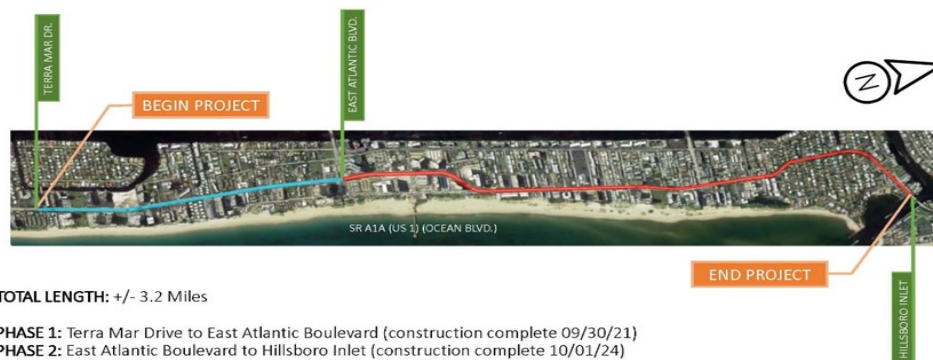 TERRA MAR DR.
EAST ATLANTIC BLVD.
BEGIN PROJECT
N
SR A1A (US 1) (OCEAN BLVD.)
END PROJECT
HILLSBORO INLET
TOTAL LENGTH: +/- 3.2 Miles
PHASE 1: Terra Mar Drive to East Atlantic Boulevard (construction complete 09/30/21)
PHASE 2: East Atlantic Boulevard to Hillsboro Inlet (construction complete 10/01/24)